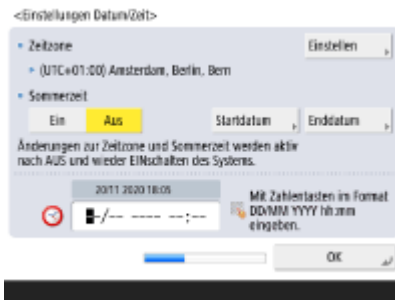 <Einstellungen Datum/Zeit>
Zeitzone
Einstellen
(UTC+01:00) Amsterdam, Berlin, Bern
Sommerzeit
Ein Aus Startdatum Enddatum
Änderungen zur Zeitzone und Sommerzeit werden aktiv
nach AUS und wieder EINschalten des Systems.
20/11 2020 18:05
--/-- ---- --:--
Mit Zahlentasten im Format
DD/MM YYYY hh:mm
eingeben.
OK